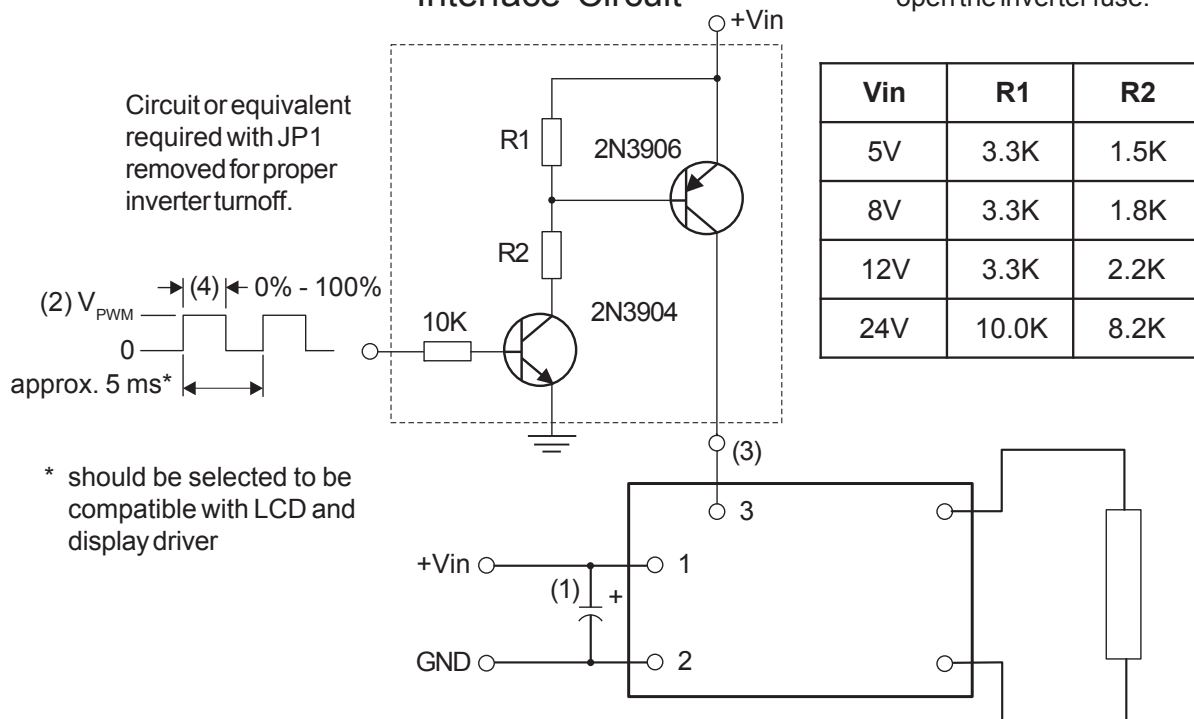 Interface Circuit
open the inverter fuse.
+Vin
Circuit or equivalent
required with JP1
removed for proper
inverter turnoff.
R1
2N3906
R2
(2) VPWM
(4)
0% - 100%
10K
2N3904
0
approx. 5 ms*
Vin R1 R2
5V 3.3K 1.5K
8V 3.3K 1.8K
12V 3.3K 2.2K
24V 10.0K 8.2K
(3)
* should be selected to be
compatible with LCD and
display driver
3
+Vin
1
(1)
+
GND
2